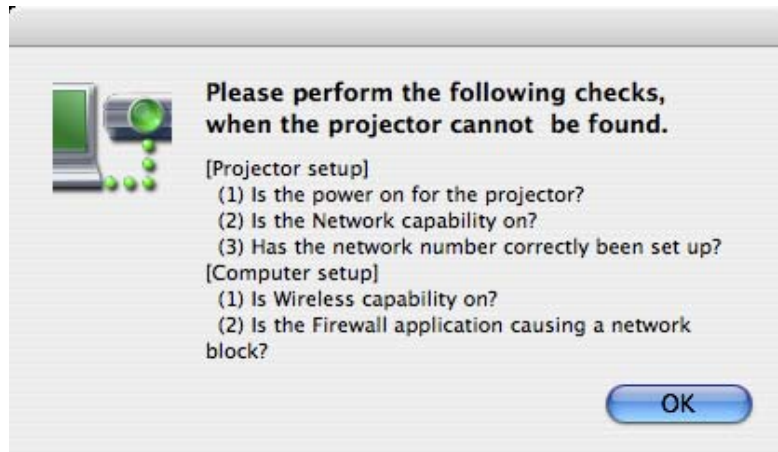 Please perform the following checks,
when the projector cannot be found.
[Projector setup]
(1) Is the power on for the projector?
(2) Is the Network capability on?
(3) Has the network number correctly been set up?
[Computer setup]
(1) Is Wireless capability on?
(2) Is the Firewall application causing a network
block?
OK